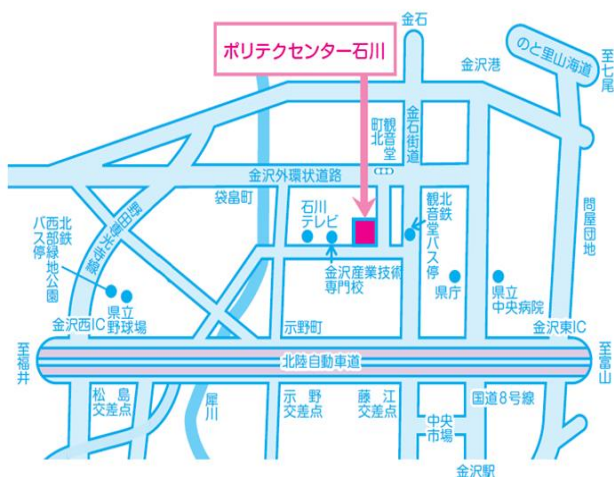 金石
ポリテクセンター石川
のと里山海道
至七尾
金沢港
金石街道
観音堂
町北
金沢外環状道路
袋畠町
野田専光寺線
問屋団地
石川
テレビ
北鉄
観音堂バス停
北鉄
西部緑地公園
バス停
金沢産業技術
専門校
県庁
県立
中央病院
県立
野球場
金沢西IC
示野町
金沢東IC
至福井
北陸自動車道
至富山
松島
交差点
犀川
示野
交差点
藤江
交差点
国道8号線
中央
市場
金沢駅